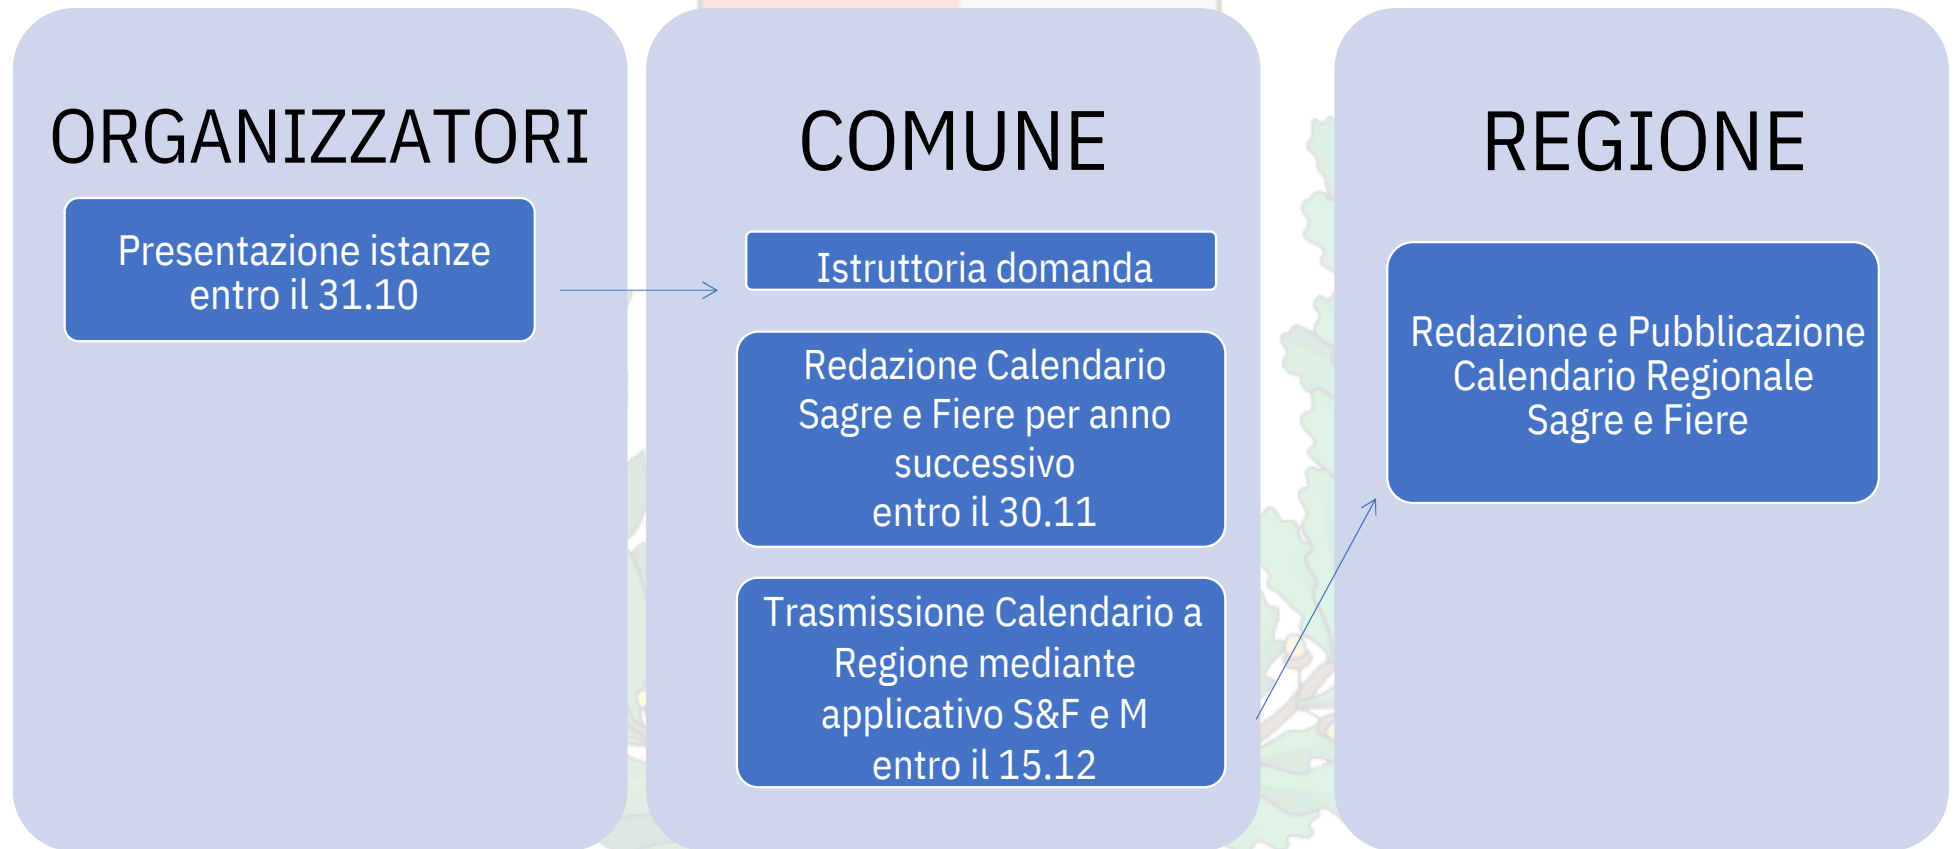 ORGANIZZATORI
Presentazione istanze
entro il 31.10
COMUNE
Istruttoria domanda
Redazione Calendario
Sagre e Fiere per anno
successivo
entro il 30.11
Trasmissione Calendario a
Regione mediante
applicativo S&F e M
entro il 15.12
REGIONE
Redazione e Pubblicazione
Calendario Regionale
Sagre e Fiere